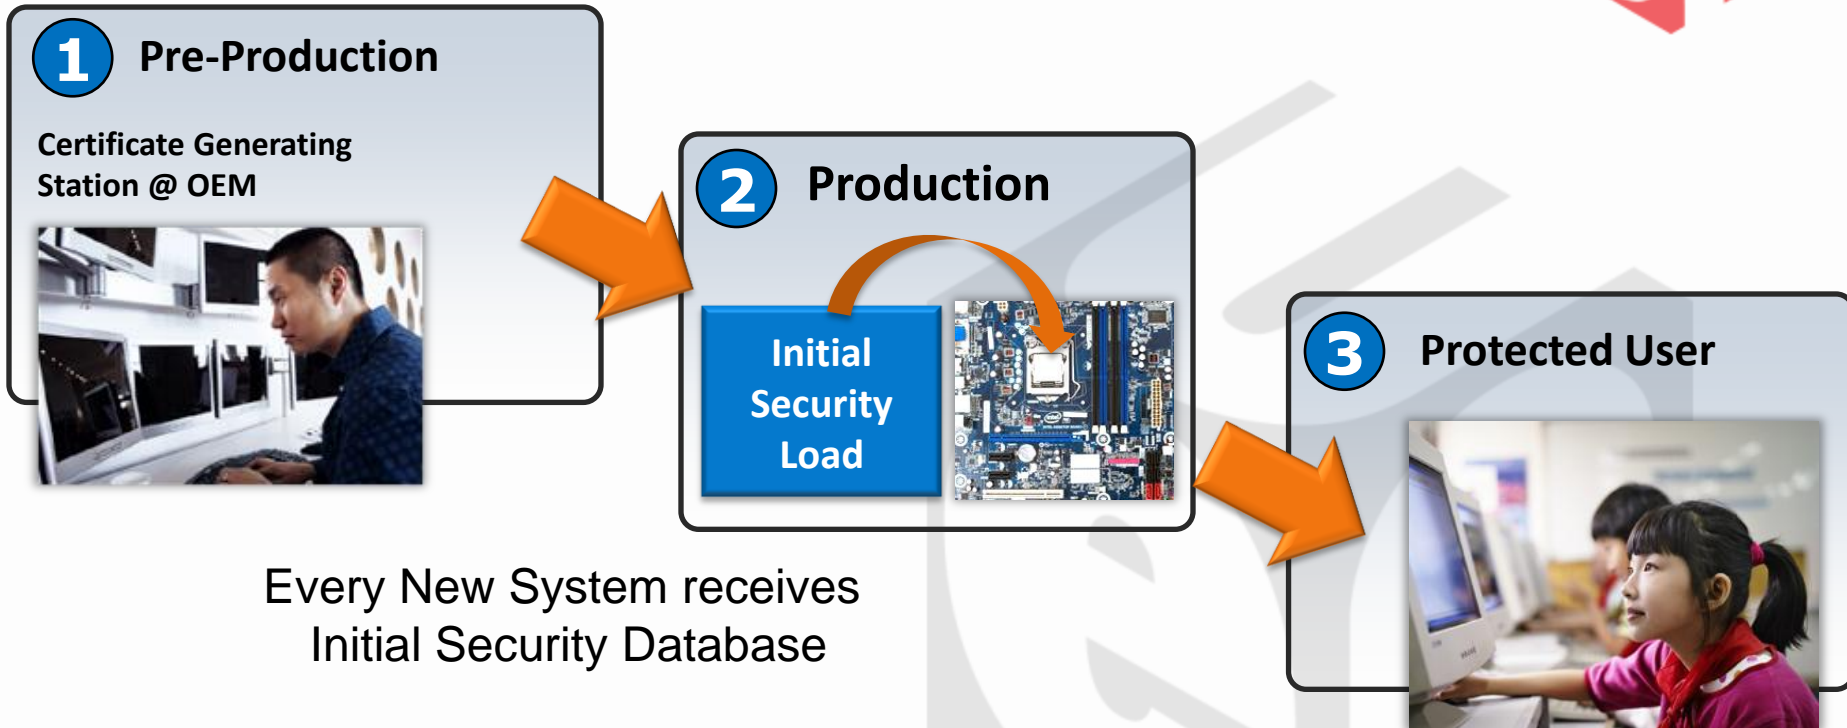 1 Pre-Production
Certificate Generating
Station @ OEM
2 Production
Initial
Security
Load
3 Protected User
Every New System receives
Initial Security Database